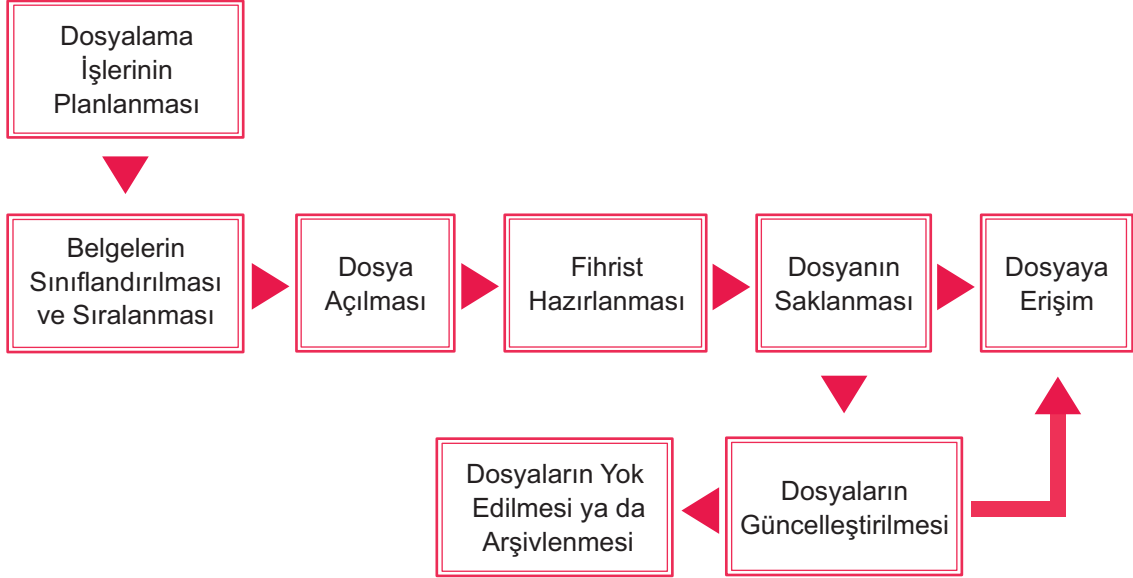 Dosyalama
İşlerinin
Planlanması
Belgelerin
Sınıflandırılması
ve Sıralanması
Dosya
Açılması
Fihrist
Hazırlanması
Dosyanın
Saklanması
Dosyaya
Erişim
Dosyaların Yok
Edilmesi ya da
Arşivlenmesi
Dosyaların
Güncelleştirilmesi